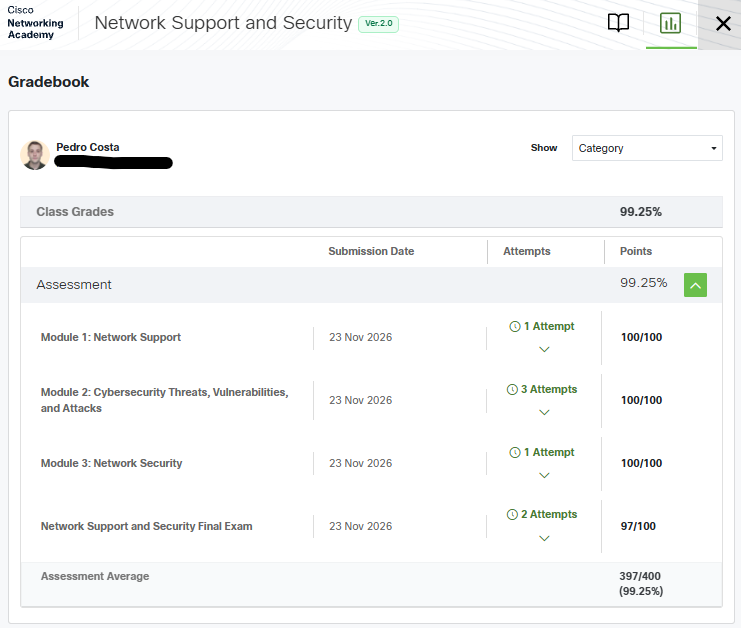 Cisco
Networking
Academy
Network Support and Security Ver.2.0
Gradebook
Pedro Costa
Show Category
Class Grades 99.25%
Submission Date Attempts Points
Assessment 99.25%
Module 1: Network Support 23 Nov 2026 1 Attempt 100/100
Module 2: Cybersecurity Threats, Vulnerabilities,
and Attacks 23 Nov 2026 3 Attempts 100/100
Module 3: Network Security 23 Nov 2026 1 Attempt 100/100
Network Support and Security Final Exam 23 Nov 2026 2 Attempts 97/100
Assessment Average 397/400
(99.25%)